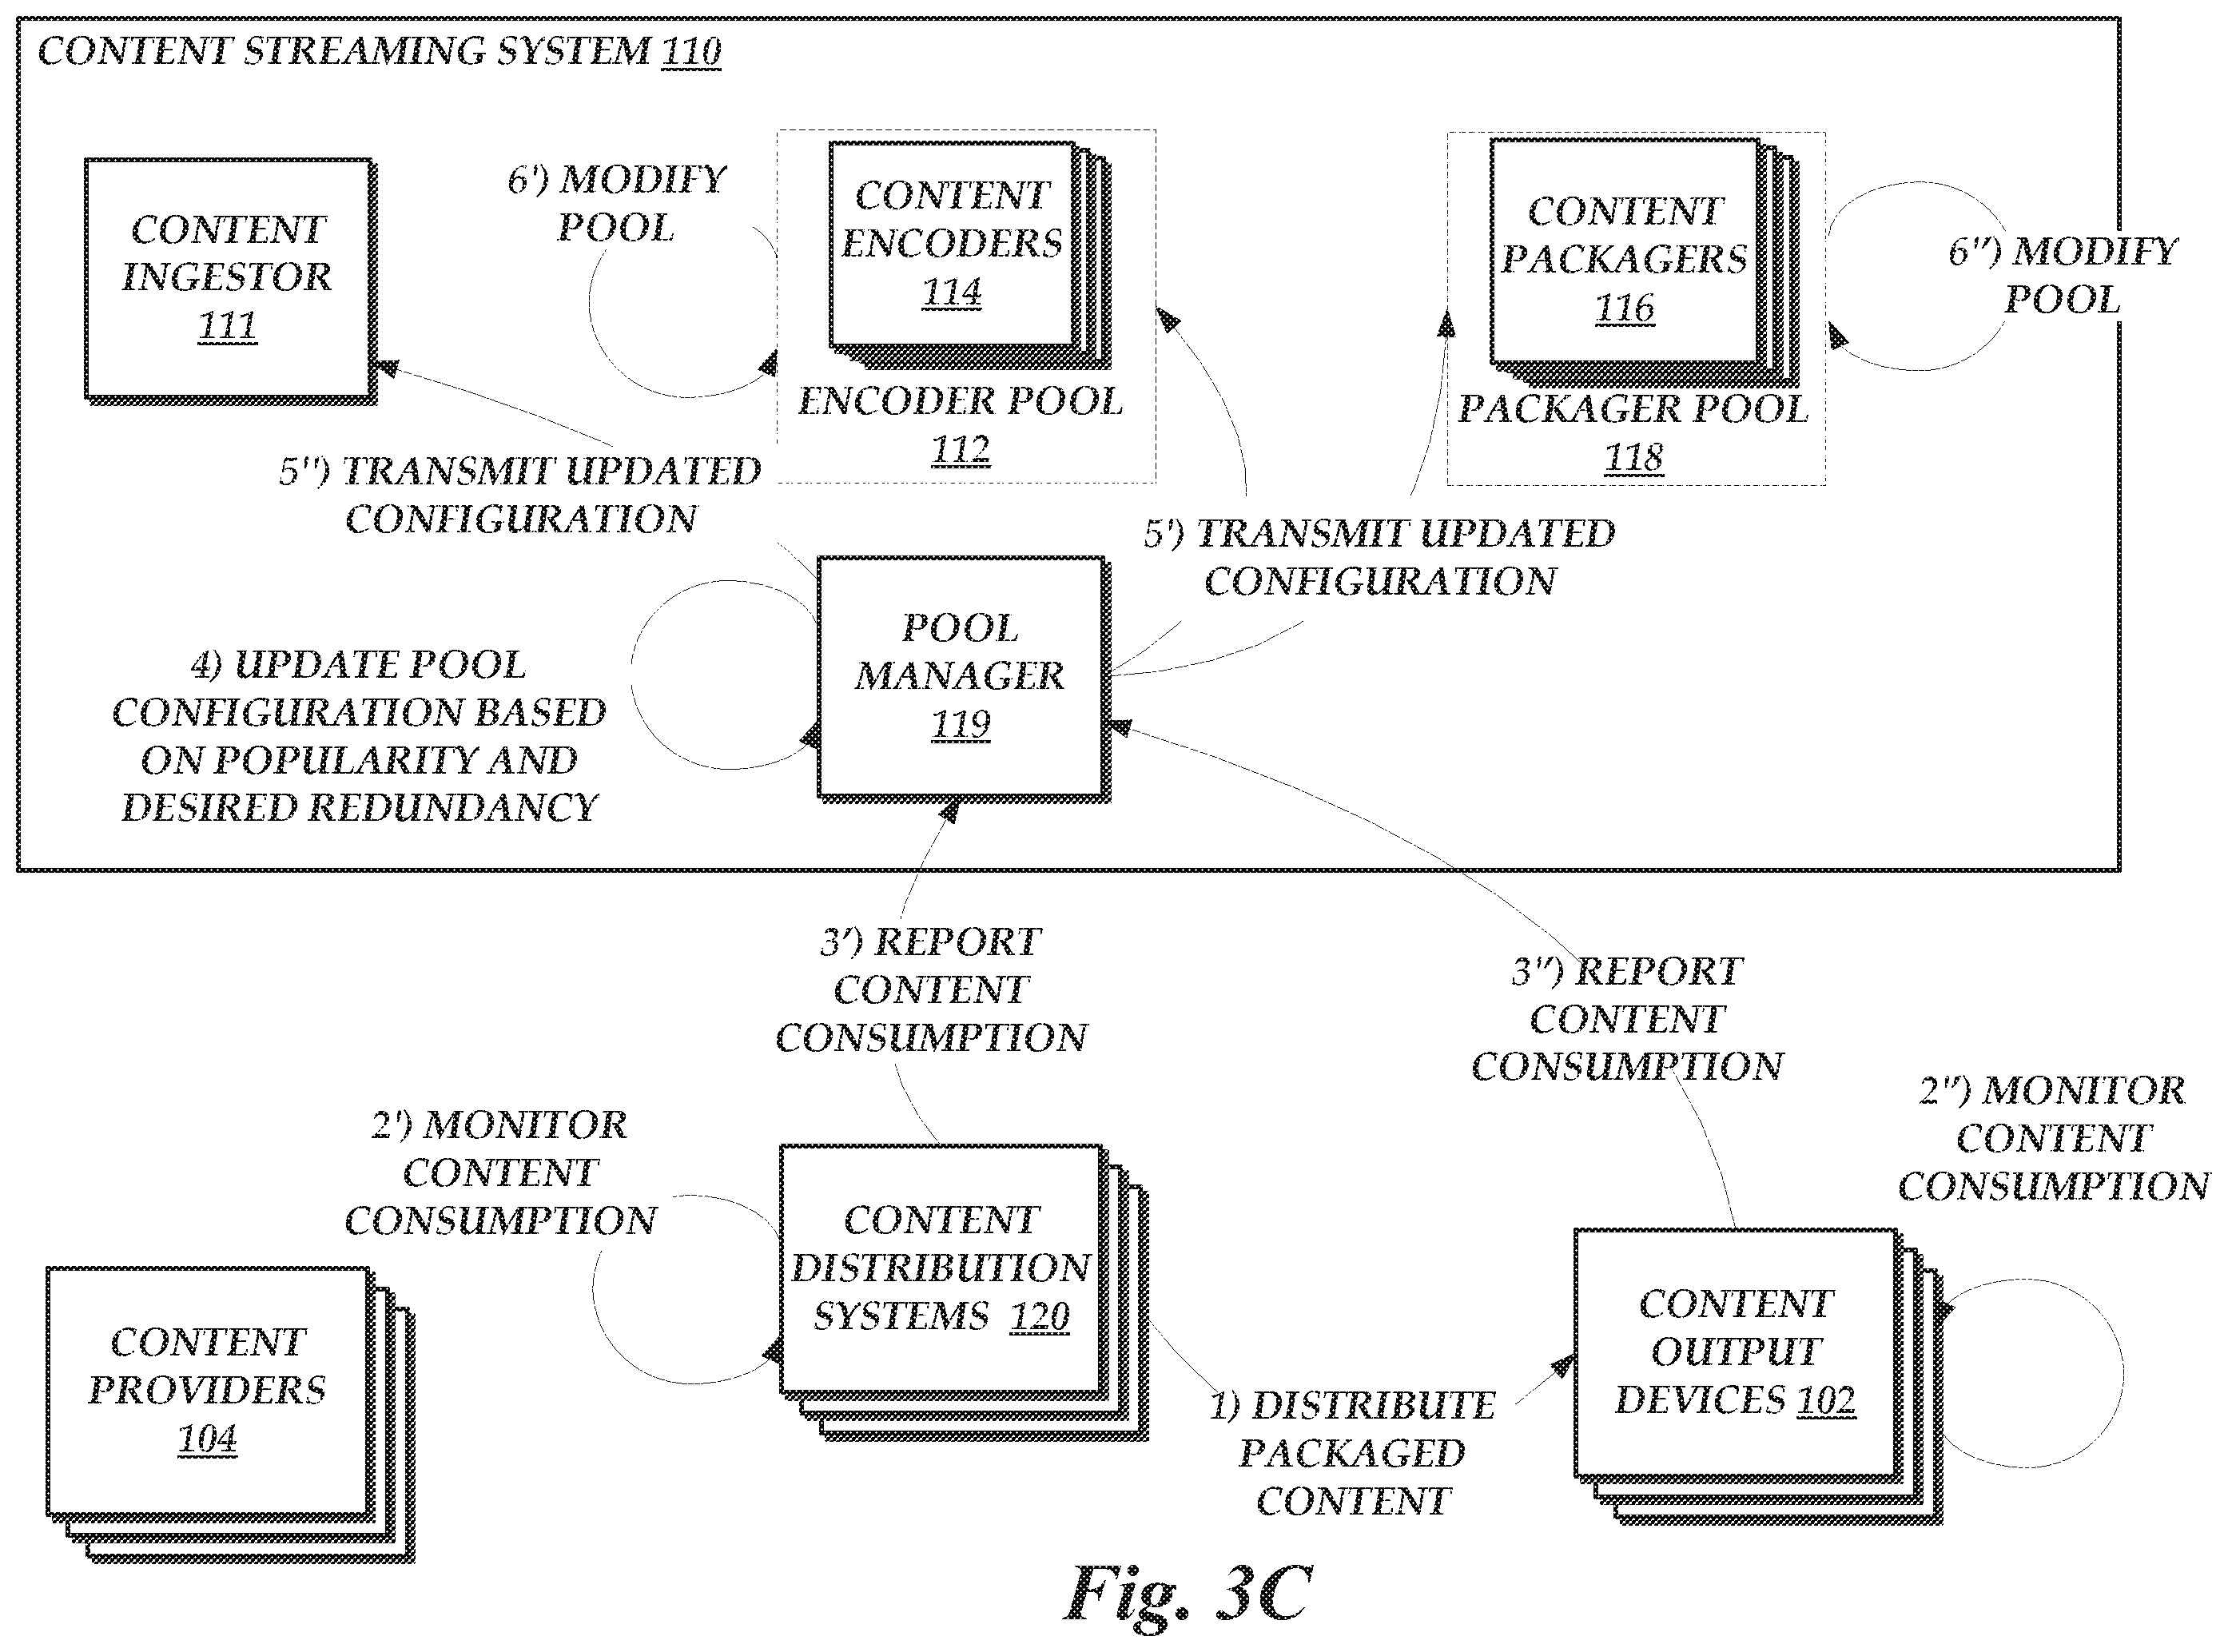 CONTENT STREAMING SYSTEM 110
CONTENT
INGESTOR
111
6') MODIFY
POOL
CONTENT
ENCODERS
114
ENCODER POOL
112
CONTENT
PACKAGERS
116
PACKAGER POOL
118
6'') MODIFY
POOL
5'') TRANSMIT UPDATED
CONFIGURATION
5') TRANSMIT UPDATED
CONFIGURATION
POOL
MANAGER
119
4) UPDATE POOL
CONFIGURATION BASED
ON POPULARITY AND
DESIRED REDUNDANCY
3') REPORT
CONTENT
CONSUMPTION
3'') REPORT
CONTENT
CONSUMPTION
2') MONITOR
CONTENT
CONSUMPTION
2'') MONITOR
CONTENT
CONSUMPTION
CONTENT
PROVIDERS
104
CONTENT
DISTRIBUTION
SYSTEMS 120
1) DISTRIBUTE
PACKAGED
CONTENT
CONTENT
OUTPUT
DEVICES 102
Fig. 3C